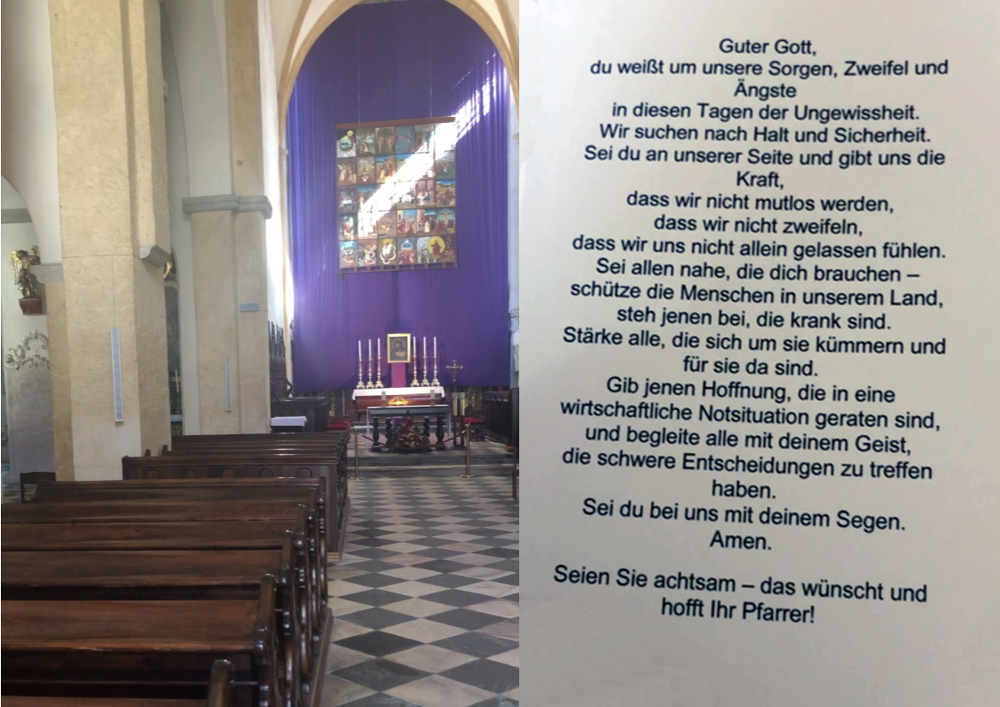 Guter Gott,
du weißt um unsere Sorgen, Zweifel und
Ängste
in diesen Tagen der Ungewissheit.
Wir suchen nach Halt und Sicherheit.
Sei du an unserer Seite und gibt uns die
Kraft,
dass wir nicht mutlos werden,
dass wir nicht zweifeln,
dass wir uns nicht allein gelassen fühlen.
Sei allen nahe, die dich brauchen –
schütze die Menschen in unserem Land,
steh jenen bei, die krank sind.
Stärke alle, die sich um sie kümmern und
für sie da sind.
Gib jenen Hoffnung, die in eine
wirtschaftliche Notsituation geraten sind,
und begleite alle mit deinem Geist,
die schwere Entscheidungen zu treffen
haben.
Sei du bei uns mit deinem Segen.
Amen.
Seien Sie achtsam – das wünscht und
hofft Ihr Pfarrer!